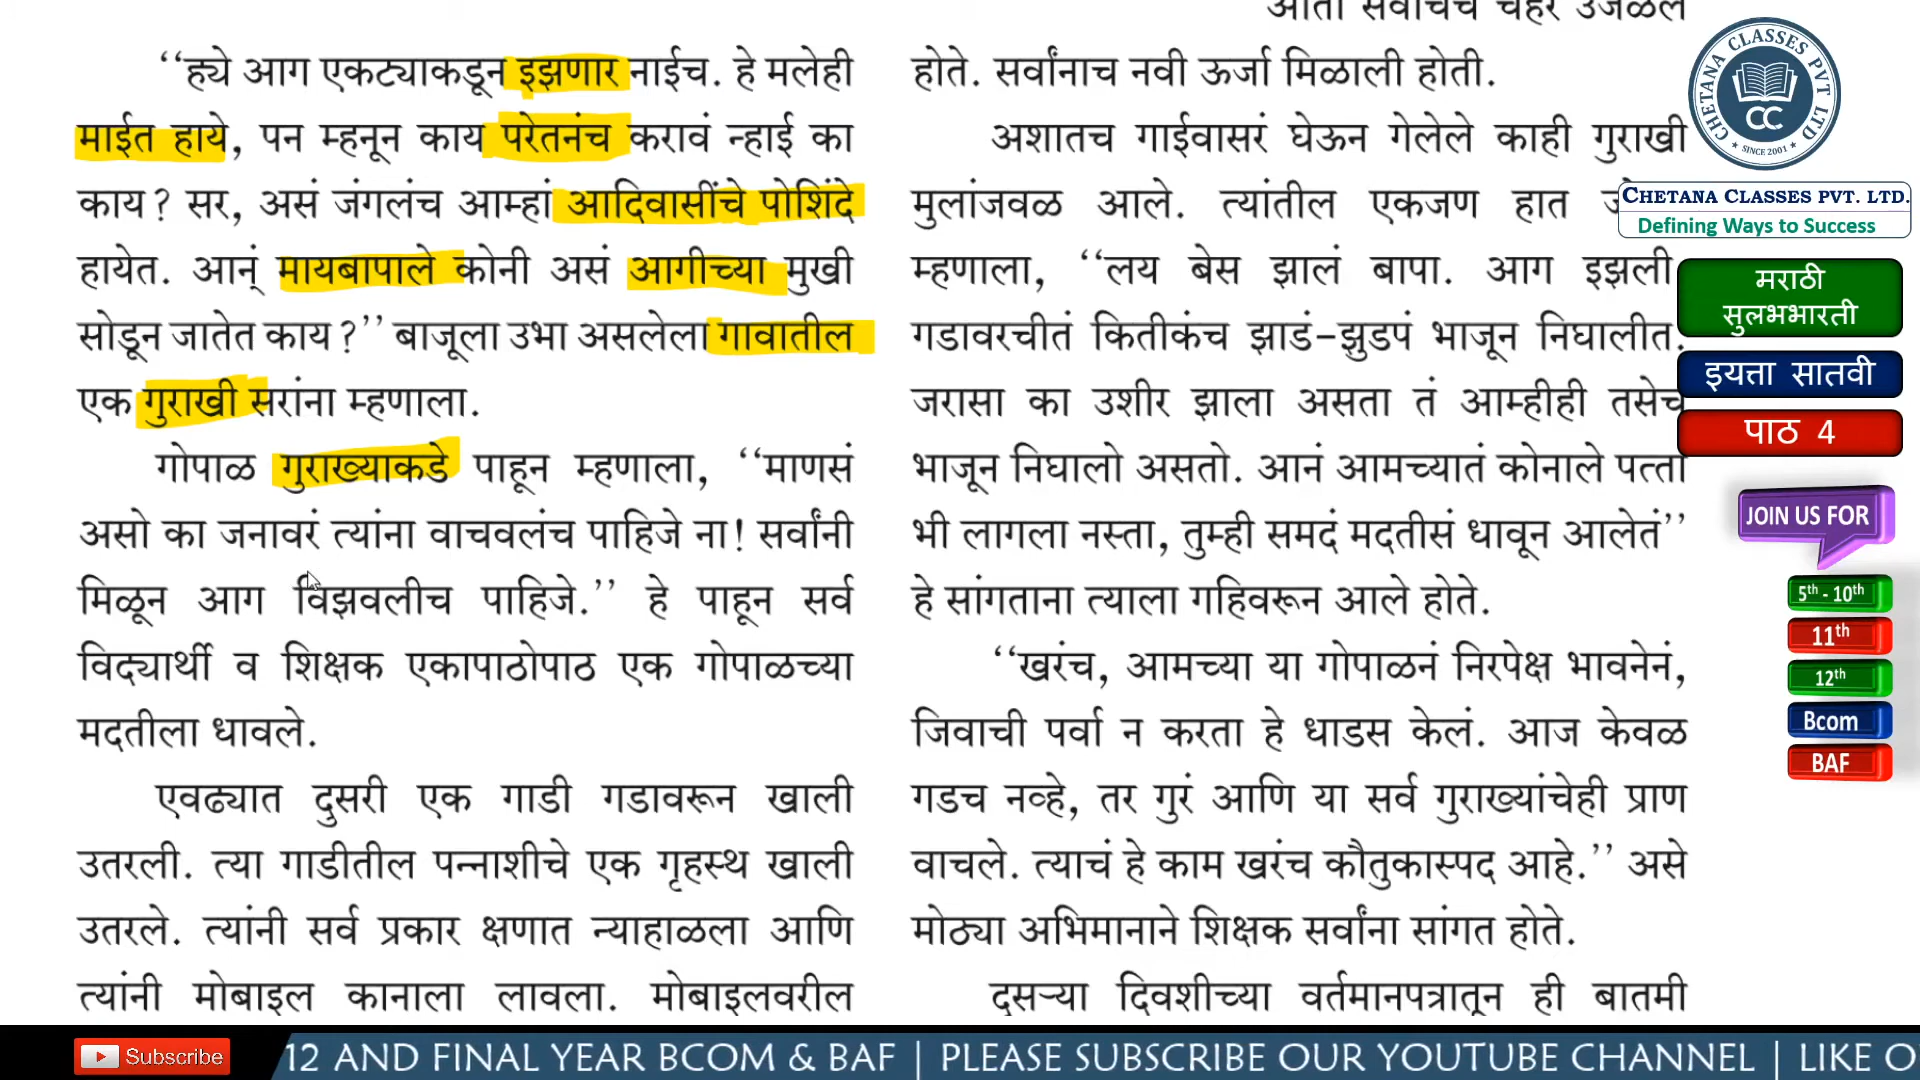 ‘‘ह्ये आग एकट्याकडून इझणार नाईच. हे मलेही
माईत हाये, पन म्हनून काय परेतनंच करावं न्हाई का
काय? सर, असं जंगलंच आम्हां आदिवासींचे पोशिंदे
हायेत. आन्ं मायबापाले कोनी असं आगीच्या मुखी
सोडून जातेत काय?’’ बाजूला उभा असलेला गावातील
एक गुराखी सरांना म्हणाला.
गोपाळ गुराख्याकडे पाहून म्हणाला, ‘‘माणसं
असो का जनावरं त्यांना वाचवलंच पाहिजे ना! सर्वांनी
मिळून आग विझवलीच पाहिजे.’’ हे पाहून सर्व
विद्यार्थी व शिक्षक एकापाठोपाठ एक गोपाळच्या
मदतीला धावले.
एवढ्यात दुसरी एक गाडी गडावरून खाली
उतरली. त्या गाडीतील पन्नाशीचे एक गृहस्थ खाली
उतरले. त्यांनी सर्व प्रकार क्षणात न्याहाळला आणि
त्यांनी मोबाइल कानाला लावला. मोबाइलवरील
आता सर्वांचेच चेहरे उजळले
होते. सर्वांनाच नवी ऊर्जा मिळाली होती.
अशातच गाईवासरं घेऊन गेलेले काही गुराखी
मुलांजवळ आले. त्यांतील एकजण हात
म्हणाला, ‘‘लय बेस झालं बापा. आग इझली
गडावरचीतं कितीकंच झाडं-झुडपं भाजून निघालीत.
जरासा का उशीर झाला असता तं आम्हीही तसेच
भाजून निघालो असतो. आनं आमच्यातं कोनाले पत्ता
भी लागला नस्ता, तुम्ही समदं मदतीसं धावून आलेतं’’
हे सांगताना त्याला गहिवरून आले होते.
‘‘खरंच, आमच्या या गोपाळनं निरपेक्ष भावनेनं,
जिवाची पर्वा न करता हे धाडस केलं. आज केवळ
गडच नव्हे, तर गुरं आणि या सर्व गुराख्यांचेही प्राण
वाचले. त्याचं हे काम खरंच कौतुकास्पद आहे.’’ असे
मोठ्या अभिमानाने शिक्षक सर्वांना सांगत होते.
दुसऱ्या दिवशीच्या वर्तमानपत्रातून ही बातमी
CHETANA CLASSES PVT LTD
CC
SINCE 2001
CHETANA CLASSES PVT. LTD.
Defining Ways to Success
मराठी
सुलभभारती
इयत्ता सातवी
पाठ 4
JOIN US FOR
5th - 10th
11th
12th
Bcom
BAF
Subscribe
12 AND FINAL YEAR BCOM & BAF | PLEASE SUBSCRIBE OUR YOUTUBE CHANNEL | LIKE O